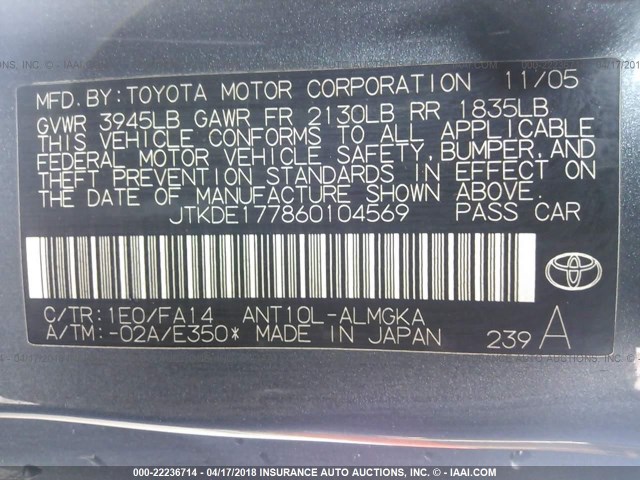 MFD. BY: TOYOTA MOTOR CORPORATION 11/05
GVWR 3945LB GAWR FR 2130LB RR 1835LB
THIS VEHICLE CONFORMS TO ALL APPLICABLE
FEDERAL MOTOR VEHICLE SAFETY, BUMPER, AND
THEFT PREVENTION STANDARDS IN EFFECT ON
THE DATE OF MANUFACTURE SHOWN ABOVE.
JTKDE177860104569 PASS CAR
C/TR: 1E0/FA14 ANT10L-ALMGKA
A/TM: -02A/E350* MADE IN JAPAN 239 A
000-22236714 - 04/17/2018 - INSURANCE AUTO AUCTIONS, INC. - © - IAAI.COM